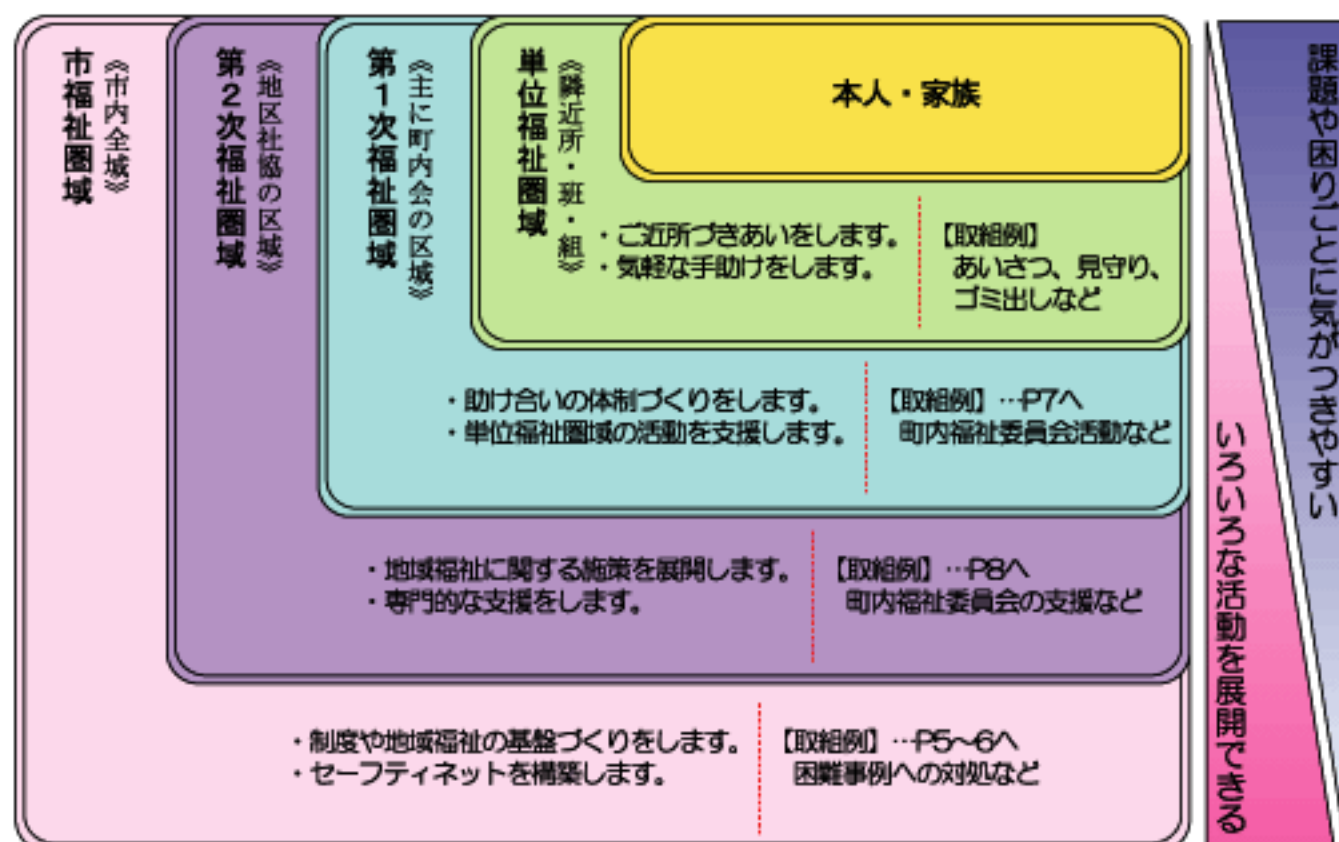 市福祉圏域
《市内全域》
第2次福祉圏域
《地区社協の区域》
第1次福祉圏域
《主に町内会の区域》
単位福祉圏域
《隣近所・班・組》
本人・家族
・ご近所づきあいをします。
・気軽な手助けをします。
【取組例】
あいさつ、見守り、
ゴミ出しなど
・助け合いの体制づくりをします。
・単位福祉圏域の活動を支援します。
【取組例】…P7へ
町内福祉委員会活動など
・地域福祉に関する施策を展開します。
・専門的な支援をします。
【取組例】…P8へ
町内福祉委員会の支援など
・制度や地域福祉の基盤づくりをします。
・セーフティネットを構築します。
【取組例】…P5~6へ
困難事例への対処など
課題や困りごとに気がつきやすい
いろいろな活動を展開できる